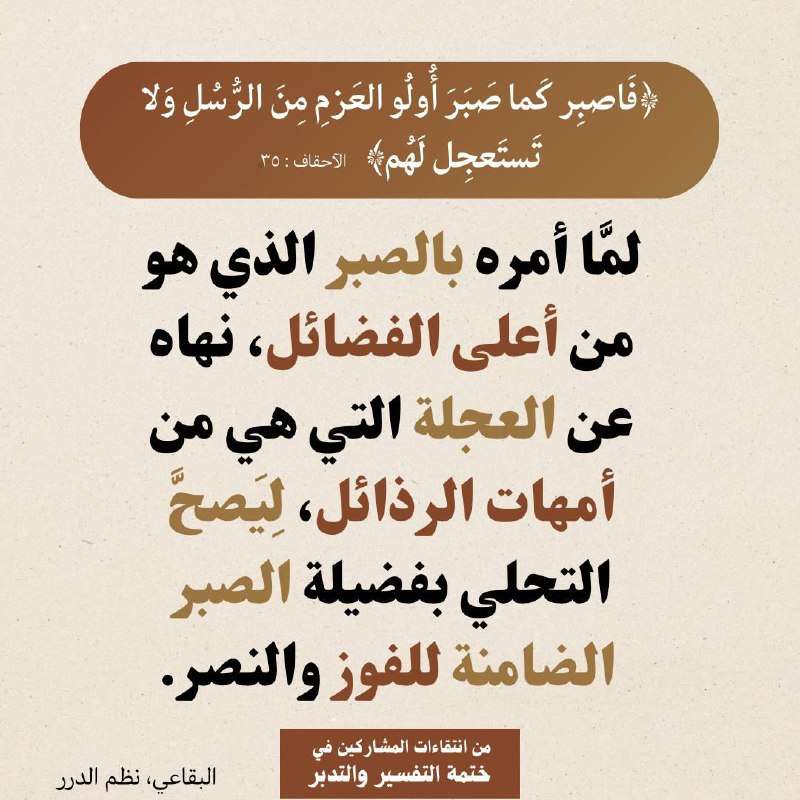 ﴿فَاصبِر كَما صَبَرَ أُولُو العَزمِ مِنَ الرُّسُلِ وَلا
تَستَعجِل لَهُم﴾ الأحقاف : ٣٥
لمَّا أمره بالصبر الذي هو
من أعلى الفضائل، نهاه
عن العجلة التي هي من
أمهات الرذائل، لِيَصحَّ
التحلي بفضيلة الصبر
الضامنة للفوز والنصر.
من انتقاءات المشاركين في
ختمة التفسير والتدبر
البقاعي، نظم الدرر